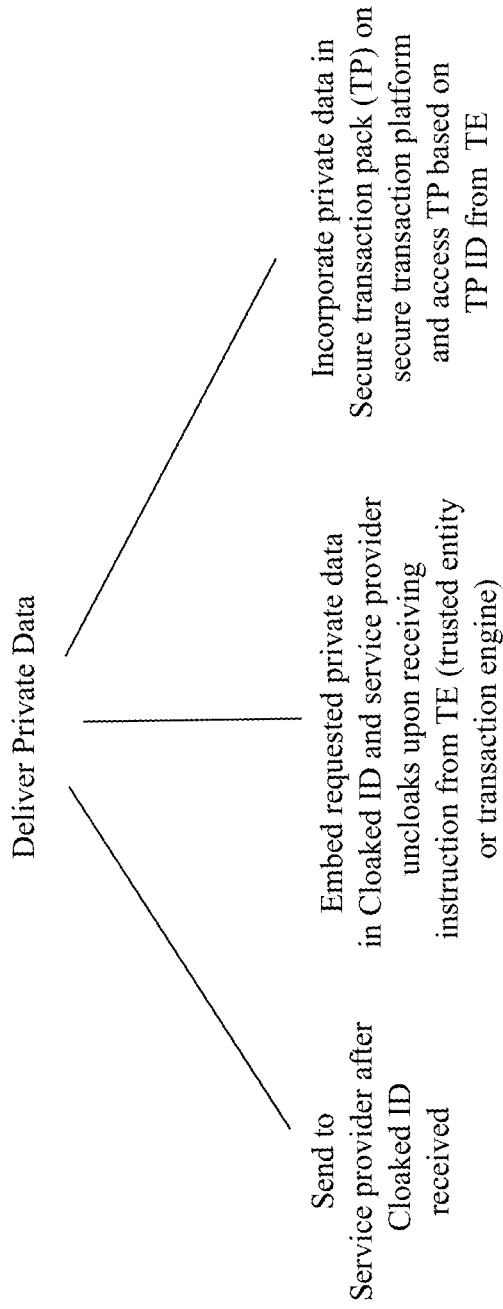 Deliver Private Data
Send to
Service provider after
Cloaked ID
received
Embed requested private data
in Cloaked ID and service provider
uncloaks upon receiving
instruction from TE (trusted entity
or transaction engine)
Incorporate private data in
Secure transaction pack (TP) on
secure transaction platform
and access TP based on
TP ID from TE